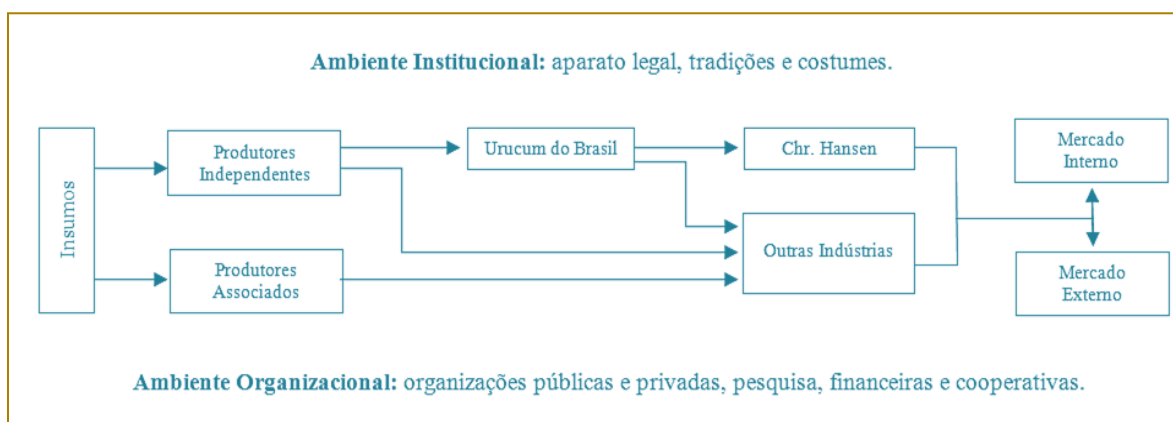 Ambiente Institucional: aparato legal, tradições e costumes.
Insumos
Produtores
Independentes
Urucum do Brasil
Chr. Hansen
Mercado
Interno
Produtores
Associados
Outras Indústrias
Mercado
Externo
Ambiente Organizacional: organizações públicas e privadas, pesquisa, financeiras e cooperativas.